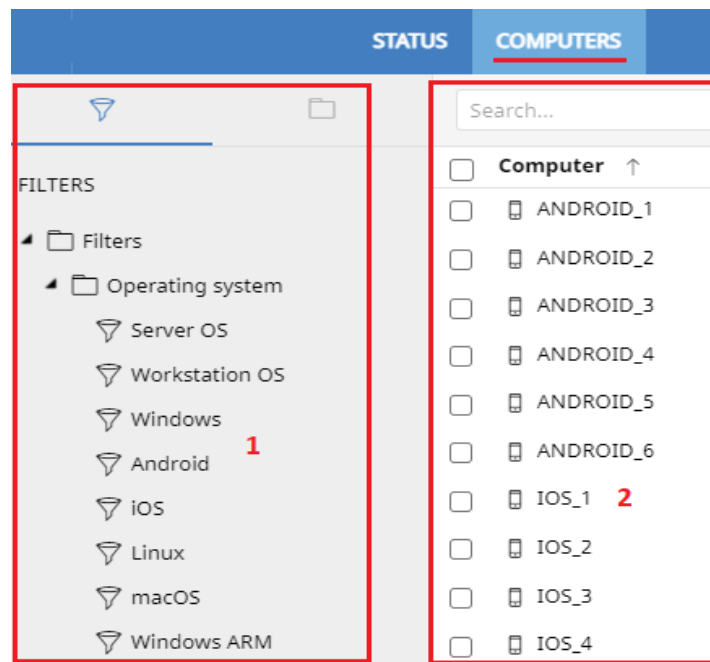 STATUS COMPUTERS
Search...
FILTERS
Filters
Operating system
Server OS
Workstation OS
Windows
1
Android
iOS
Linux
macOS
Windows ARM
Computer ↑
ANDROID_1
ANDROID_2
ANDROID_3
ANDROID_4
ANDROID_5
ANDROID_6
IOS_1 2
IOS_2
IOS_3
IOS_4